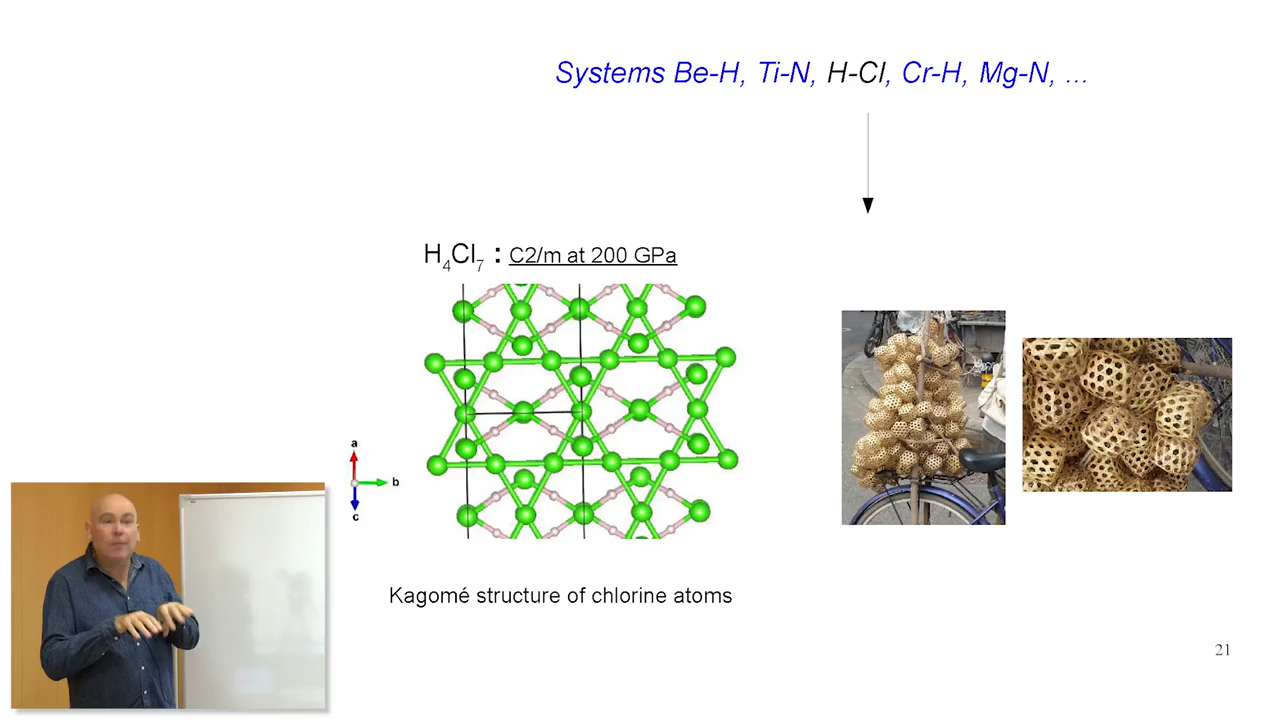 Systems Be-H, Ti-N, H-Cl, Cr-H, Mg-N, ...
H₄Cl₇ : C2/m at 200 GPa
a
b
c
Kagomé structure of chlorine atoms
21